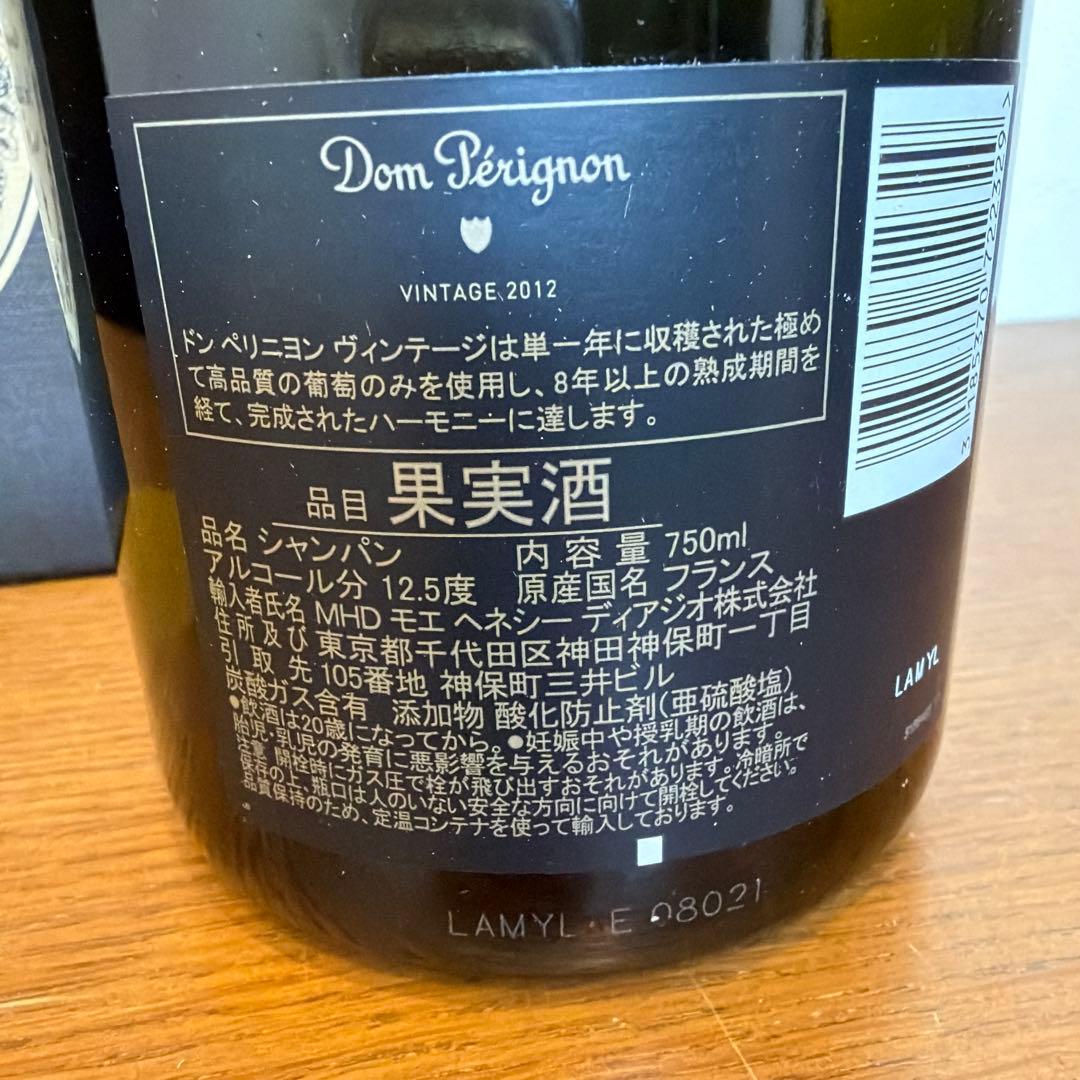 Dom Pérignon
VINTAGE 2012
ドン ペリニヨン ヴィンテージは単一年に収穫された極め
て高品質の葡萄のみを使用し、8年以上の熟成期間を
経て、完成されたハーモニーに達します。
品目 果実酒
品名 シャンパン 内容量 750ml
アルコール分 12.5度 原産国名 フランス
輸入者氏名 MHD モエ ヘネシー ディアジオ株式会社
住所及び 東京都千代田区神田神保町一丁目
引取先 105番地 神保町三井ビル
炭酸ガス含有 添加物 酸化防止剤(亜硫酸塩)
●飲酒は20歳になってから。●妊娠中や授乳期の飲酒は、
胎児・乳児の発育に悪影響を与えるおそれがあります。
注意 開栓時にガス圧で栓が飛び出すおそれがあります。冷暗所で
保存の上、瓶口は人のいない安全な方向に向けて開栓してください。
品質保持のため、定温コンテナを使って輸入しております。
3 185370 722329 >
LAMYL
LAMYL · E 08021